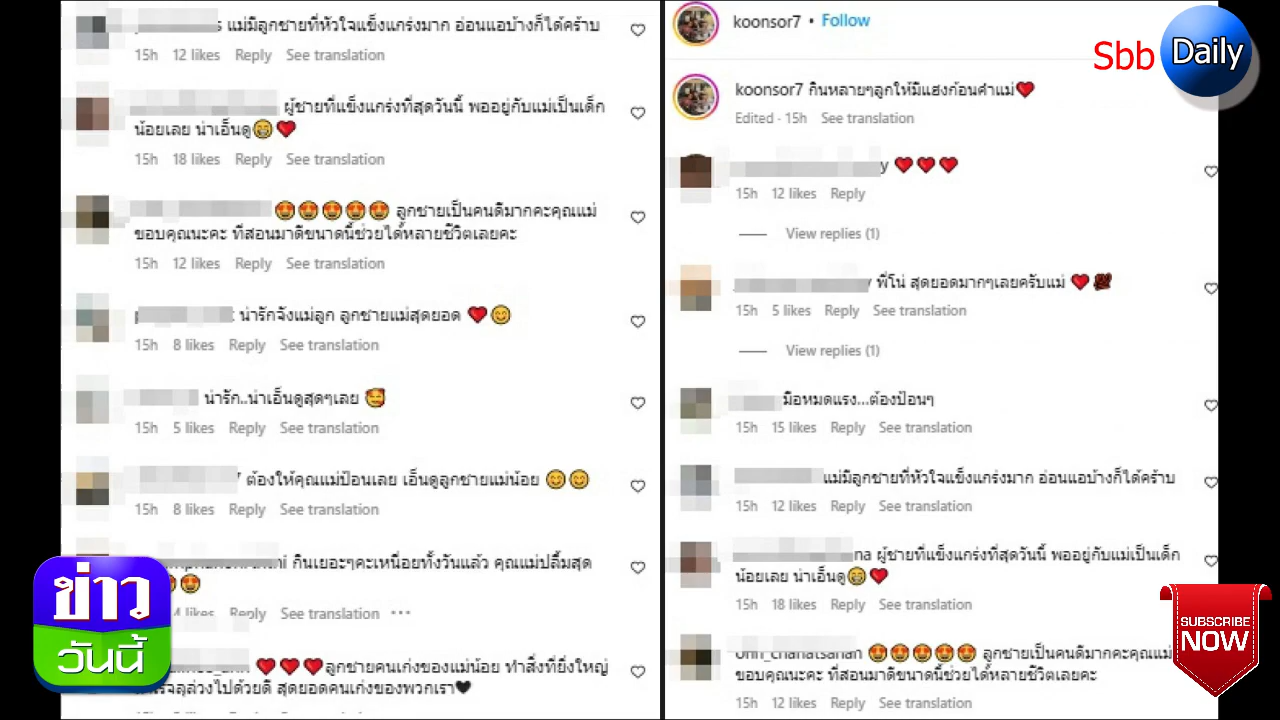 แม่มีลูกชายที่หัวใจแข็งแกร่งมาก อ่อนแอบ้างก็ได้คร้าบ
15h 12 likes Reply See translation
ผู้ชายที่แข็งแกร่งที่สุดวันนี้ พออยู่กับแม่เป็นเด็ก
น้อยเลย น่าเอ็นดู😁❤️
15h 18 likes Reply See translation
🤩🤩🤩🤩🤩 ลูกชายเป็นคนดีมากคะคุณแม่
ขอบคุณนะคะ ที่สอนมาดีขนาดนี้ช่วยได้หลายชีวิตเลยคะ
15h 12 likes Reply See translation
น่ารักจังแม่ลูก ลูกชายแม่สุดยอด ❤️😊
15h 8 likes Reply See translation
น่ารัก..น่าเอ็นดูสุดๆเลย 🥰
15h 5 likes Reply See translation
ต้องให้คุณแม่ป้อนเลย เอ็นดูลูกชายแม่น้อย 😊😊
15h 8 likes Reply See translation
กินเยอะๆคะเหนื่อยทั้งวันแล้ว คุณแม่ปลื้มสุด
🤩
likes Reply See translation •••
❤️❤️❤️ลูกชายคนเก่งของแม่น้อย ทำสิ่งที่ยิ่งใหญ่
ลุล่วงไปด้วยดี สุดยอดคนเก่งของพวกเรา🖤
ข่าว
วันนี้
koonsor7 • Follow
koonsor7 กินหลายๆลูกให้มีแฮงก้อนคำแม่❤️
Edited · 15h See translation
❤️❤️❤️
15h 12 likes Reply
View replies (1)
พี่โน่ สุดยอดมากๆเลยครับแม่ ❤️💯
15h 5 likes Reply See translation
View replies (1)
มือหมดแรง...ต้องป้อนๆ
15h 15 likes Reply See translation
แม่มีลูกชายที่หัวใจแข็งแกร่งมาก อ่อนแอบ้างก็ได้คร้าบ
15h 12 likes Reply See translation
na ผู้ชายที่แข็งแกร่งที่สุดวันนี้ พออยู่กับแม่เป็นเด็ก
น้อยเลย น่าเอ็นดู😁❤️
15h 18 likes Reply See translation
🤩🤩🤩🤩🤩 ลูกชายเป็นคนดีมากคะคุณแม่
ขอบคุณนะคะ ที่สอนมาดีขนาดนี้ช่วยได้หลายชีวิตเลยคะ
15h 12 likes Reply See translation
Sbb Daily
SUBSCRIBE
NOW